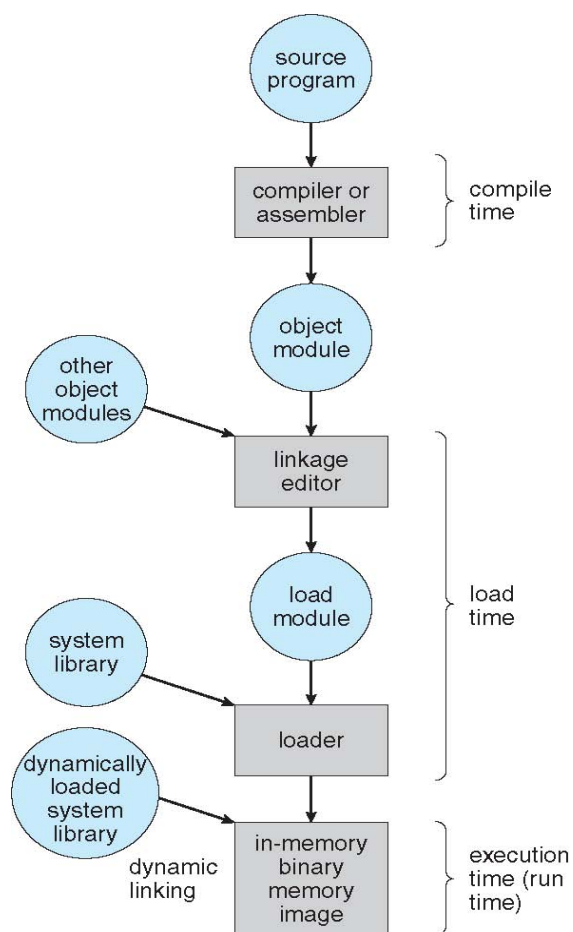 source
program
compiler or
assembler
compile
time
object
module
other
object
modules
linkage
editor
load
module
load
time
system
library
loader
dynamically
loaded
system
library
dynamic
linking
in-memory
binary
memory
image
execution
time (run
time)